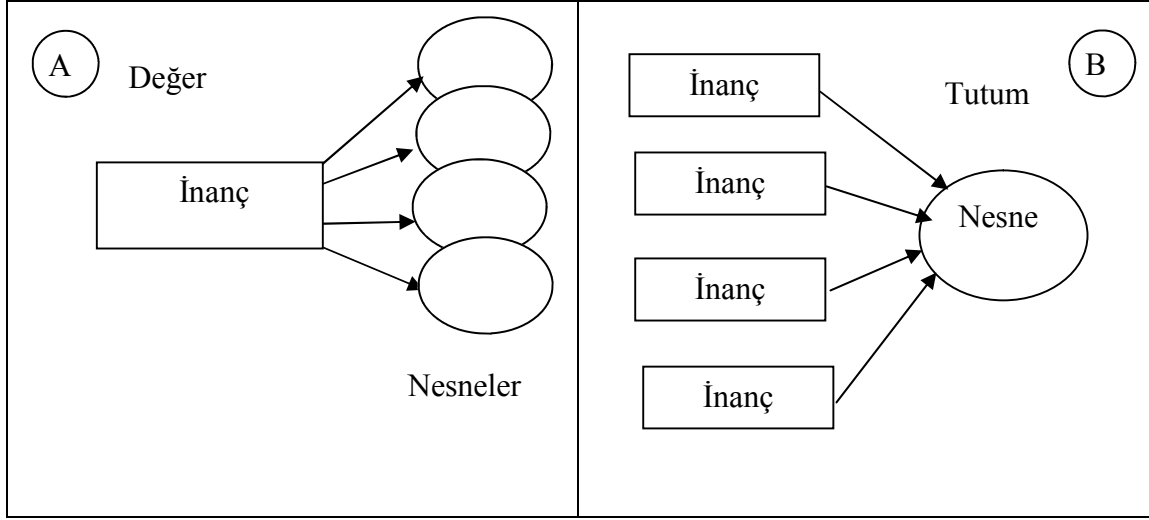 A
Değer
İnanç
Nesneler
B
Tutum
İnanç
İnanç
İnanç
İnanç
Nesne